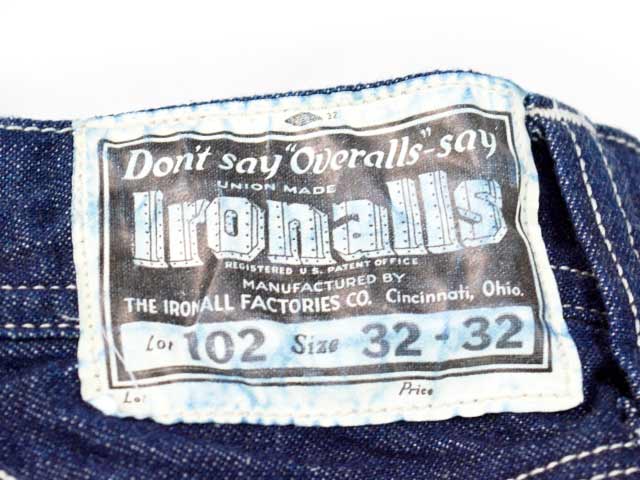 32
Don't say "Overalls"-say
UNION MADE
Ironalls
REGISTERED U.S. PATENT OFFICE
MANUFACTURED BY
THE IRONALL FACTORIES CO. Cincinnati, Ohio.
Lot 102 Size 32-32
Lot Price